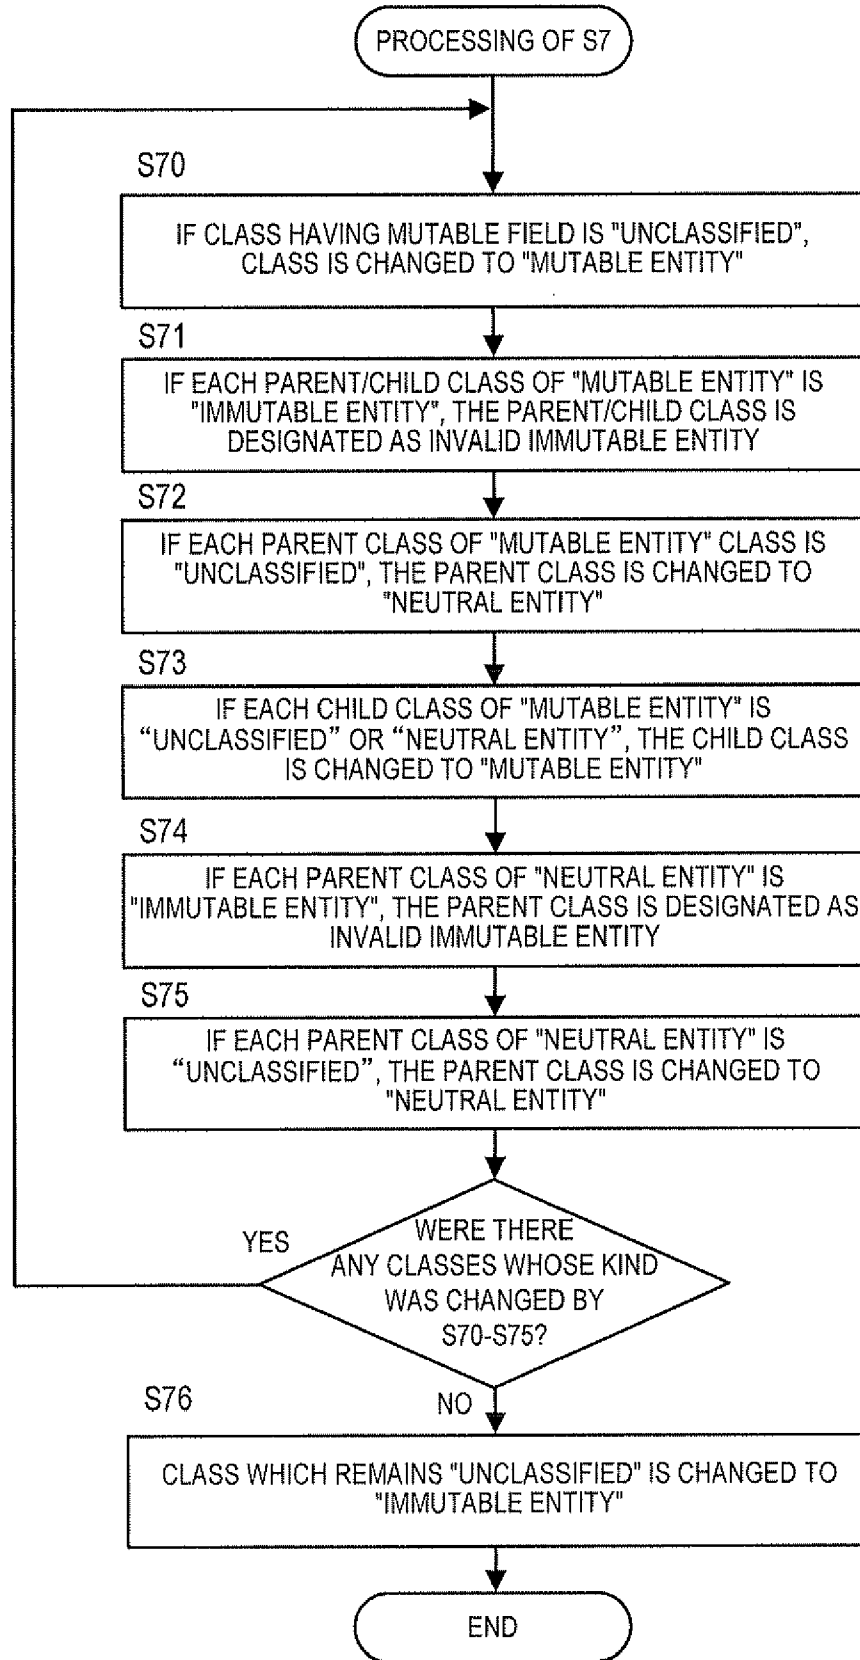 PROCESSING OF S7
S70
IF CLASS HAVING MUTABLE FIELD IS "UNCLASSIFIED",
CLASS IS CHANGED TO "MUTABLE ENTITY"
S71
IF EACH PARENT/CHILD CLASS OF "MUTABLE ENTITY" IS
"IMMUTABLE ENTITY", THE PARENT/CHILD CLASS IS
DESIGNATED AS INVALID IMMUTABLE ENTITY
S72
IF EACH PARENT CLASS OF "MUTABLE ENTITY" CLASS IS
"UNCLASSIFIED", THE PARENT CLASS IS CHANGED TO
"NEUTRAL ENTITY"
S73
IF EACH CHILD CLASS OF "MUTABLE ENTITY" IS
“UNCLASSIFIED” OR “NEUTRAL ENTITY”, THE CHILD CLASS
IS CHANGED TO "MUTABLE ENTITY"
S74
IF EACH PARENT CLASS OF "NEUTRAL ENTITY" IS
"IMMUTABLE ENTITY", THE PARENT CLASS IS DESIGNATED AS
INVALID IMMUTABLE ENTITY
S75
IF EACH PARENT CLASS OF "NEUTRAL ENTITY" IS
“UNCLASSIFIED”, THE PARENT CLASS IS CHANGED TO
"NEUTRAL ENTITY"
WERE THERE
YES
ANY CLASSES WHOSE KIND
WAS CHANGED BY
S70-S75?
NO
S76
CLASS WHICH REMAINS "UNCLASSIFIED" IS CHANGED TO
"IMMUTABLE ENTITY"
END